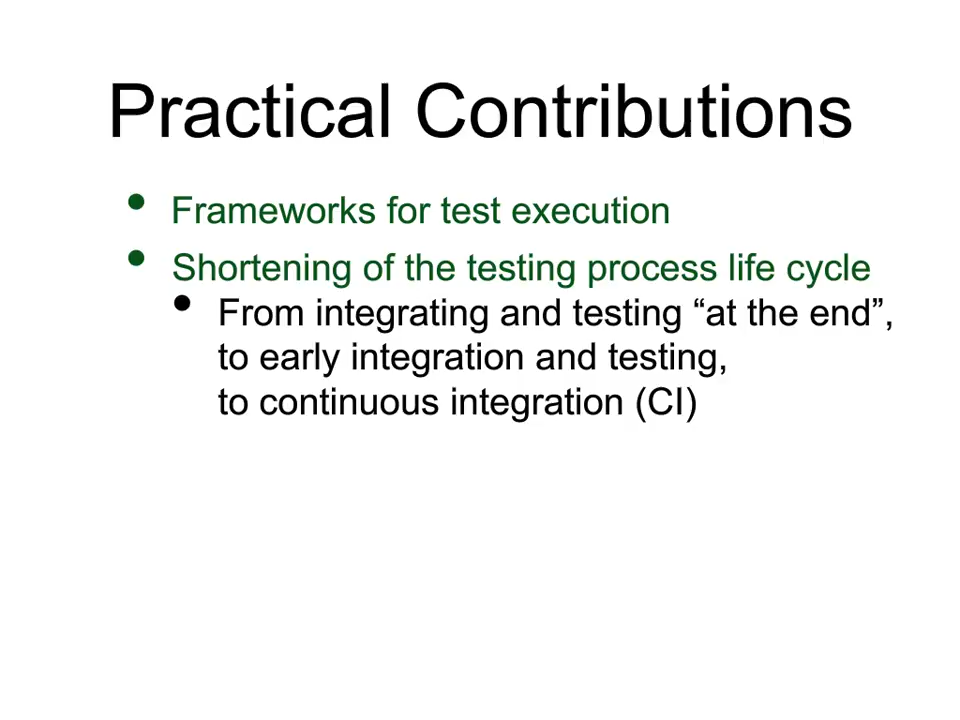 Practical Contributions
• Frameworks for test execution
• Shortening of the testing process life cycle
• From integrating and testing “at the end”,
to early integration and testing,
to continuous integration (CI)